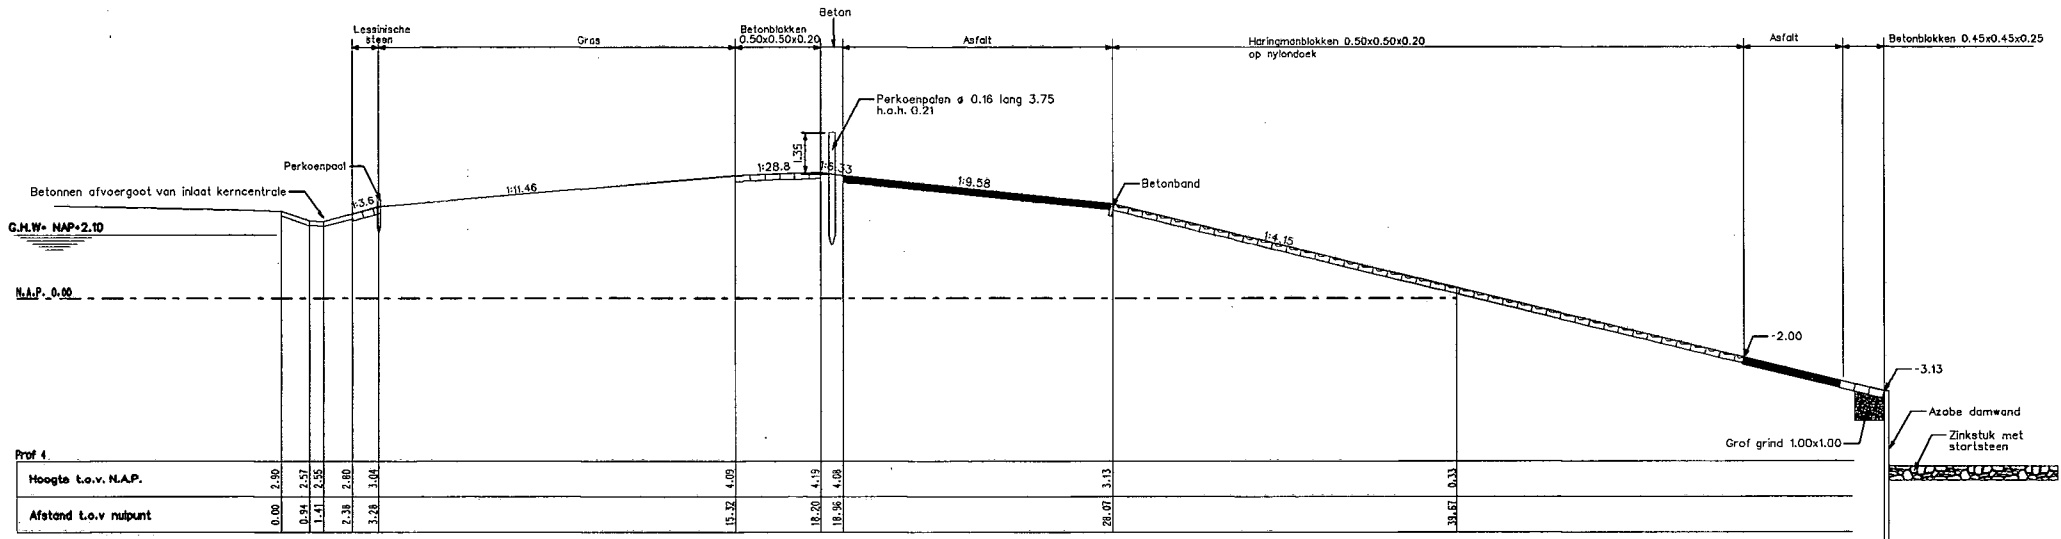 Beton
Lessinische
steen
Gras
Betonblokken
0.50x0.50x0.20
Asfalt
Haringmanblokken 0.50x0.50x0.20
op nylondoek
Asfalt
Betonblokken 0.45x0.45x0.25
Perkoenpalen ø 0.16 lang 3.75
h.o.h. 0.21
1.35
Perkoenpaal
Betonnen afvoergoot van inlaat kerncentrale
1:3.6
1:11.46
1:28.8
1:6.33
1:9.58
Betonband
1:4.15
G.H.W= NAP+2.10
N.A.P. 0.00
-2.00
-3.13
Azobe damwand
Grof grind 1.00x1.00
Zinkstuk met
stortsteen
Prof 4
Hoogte t.o.v. N.A.P. 2.90 2.57 2.55 2.80 3.04 4.09 4.19 4.08 3.13 0.33
Afstand t.o.v nulpunt 0.00 0.94 1.41 2.38 3.28 15.32 18.20 18.96 28.07 39.67